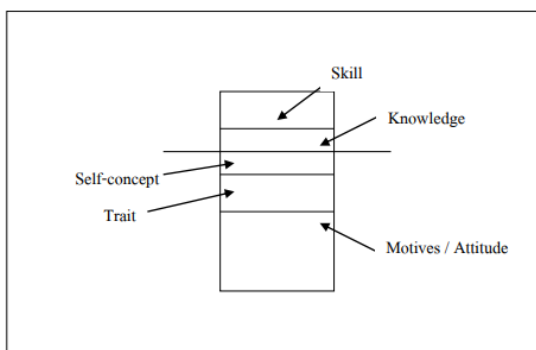 Skill
Knowledge
Self-concept
Trait
Motives / Attitude